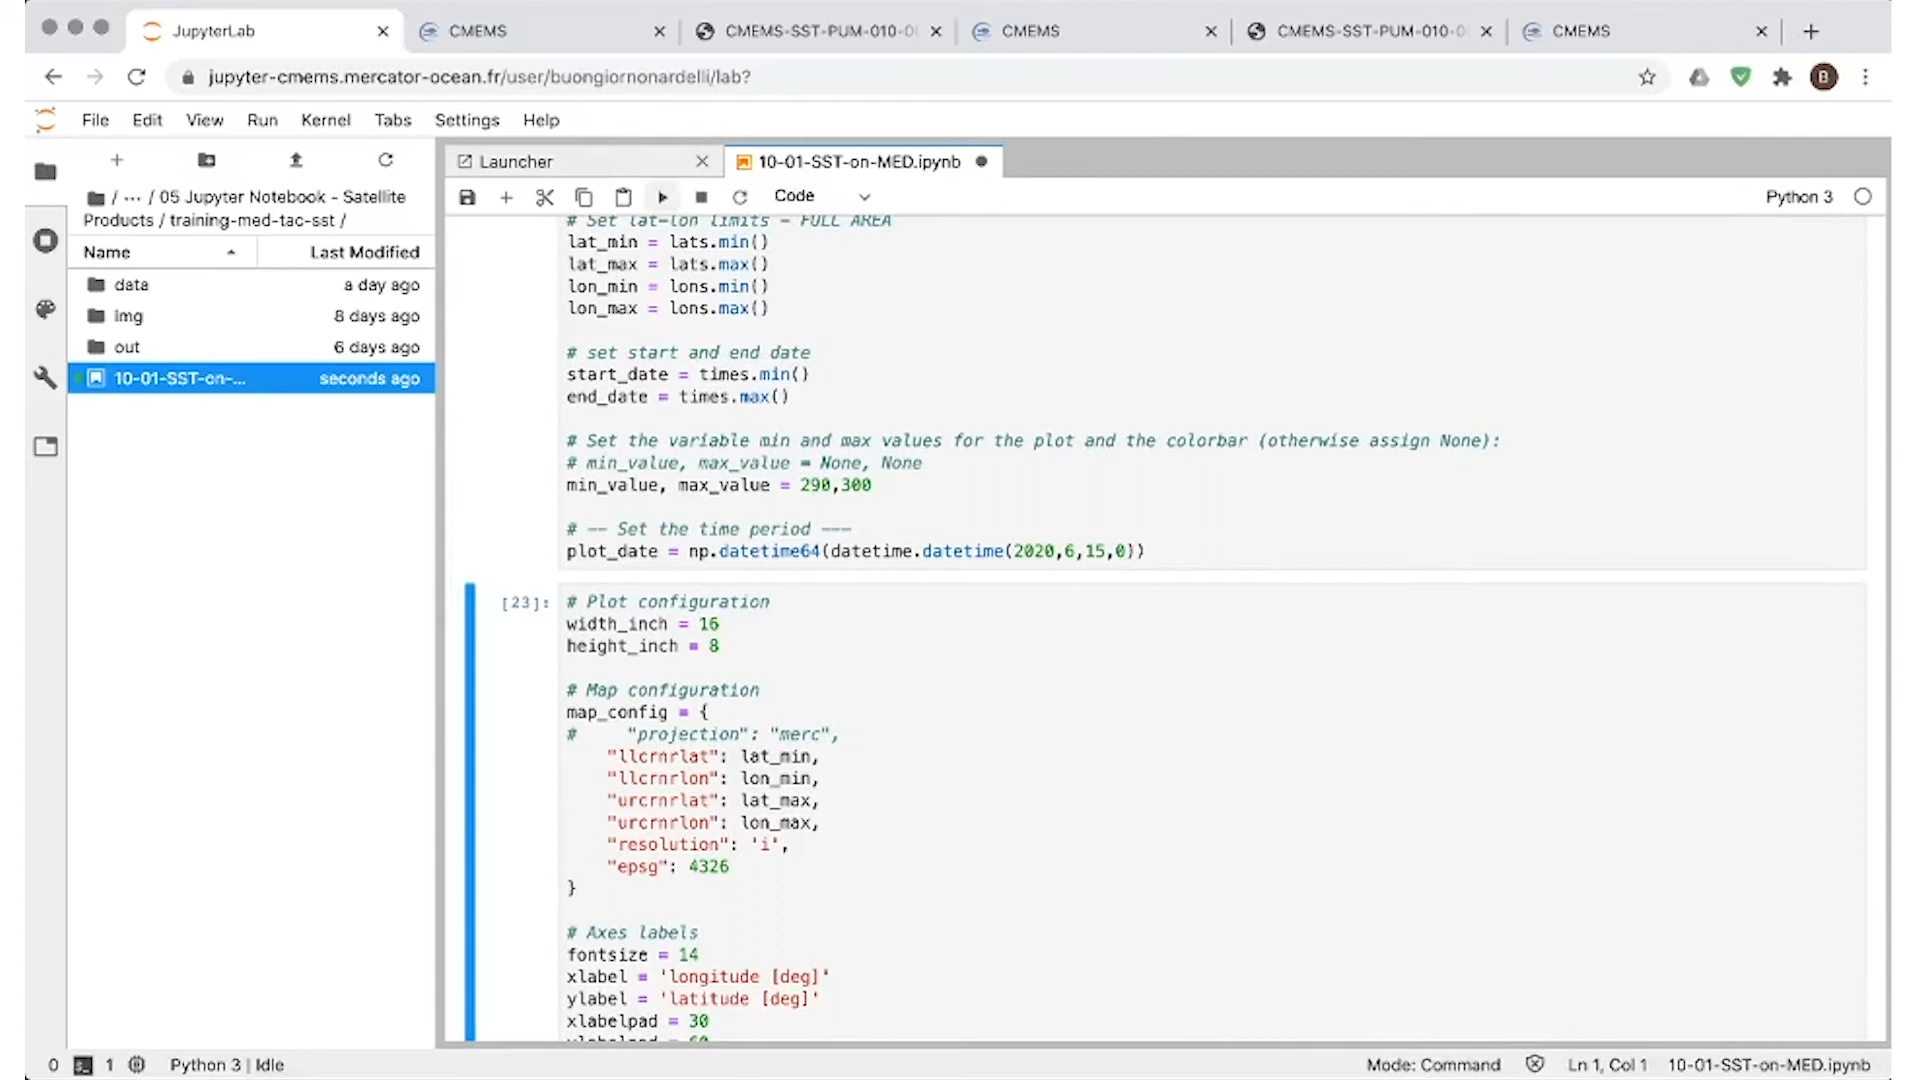 JupyterLab
CMEMS
CMEMS-SST-PUM-010-0
CMEMS
CMEMS-SST-PUM-010-0
CMEMS
jupyter-cmems.mercator-ocean.fr/user/buongiornonardelli/lab?
B
File Edit View Run Kernel Tabs Settings Help
/ ··· / 05 Jupyter Notebook - Satellite
Products / training-med-tac-sst /
Name Last Modified
data a day ago
img 8 days ago
out 6 days ago
10-01-SST-on-... seconds ago
Launcher
10-01-SST-on-MED.ipynb
Code
Python 3
# Set lat-lon limits - FULL AREA
lat_min = lats.min()
lat_max = lats.max()
lon_min = lons.min()
lon_max = lons.max()
# set start and end date
start_date = times.min()
end_date = times.max()
# Set the variable min and max values for the plot and the colorbar (otherwise assign None):
# min_value, max_value = None, None
min_value, max_value = 290,300
# -- Set the time period ---
plot_date = np.datetime64(datetime.datetime(2020,6,15,0))
[23]:
# Plot configuration
width_inch = 16
height_inch = 8
# Map configuration
map_config = {
#     "projection": "merc",
"llcrnrlat": lat_min,
"llcrnrlon": lon_min,
"urcrnrlat": lat_max,
"urcrnrlon": lon_max,
"resolution": 'i',
"epsg": 4326
}
# Axes labels
fontsize = 14
xlabel = 'longitude [deg]'
ylabel = 'latitude [deg]'
xlabelpad = 30
0 1 Python 3 | Idle
Mode: Command Ln 1, Col 1 10-01-SST-on-MED.ipynb